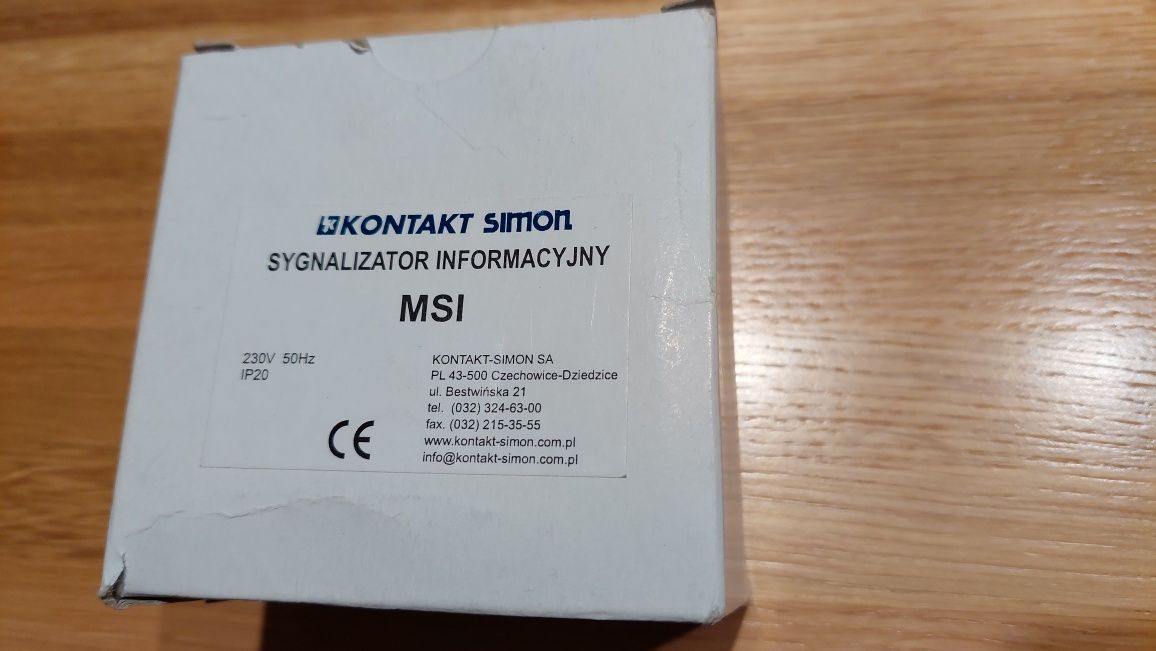 KONTAKT SIMON
SYGNALIZATOR INFORMACYJNY
MSI
230V 50Hz
IP20
KONTAKT-SIMON SA
PL 43-500 Czechowice-Dziedzice
ul. Bestwińska 21
tel. (032) 324-63-00
fax. (032) 215-35-55
www.kontakt-simon.com.pl
info@kontakt-simon.com.pl
CE